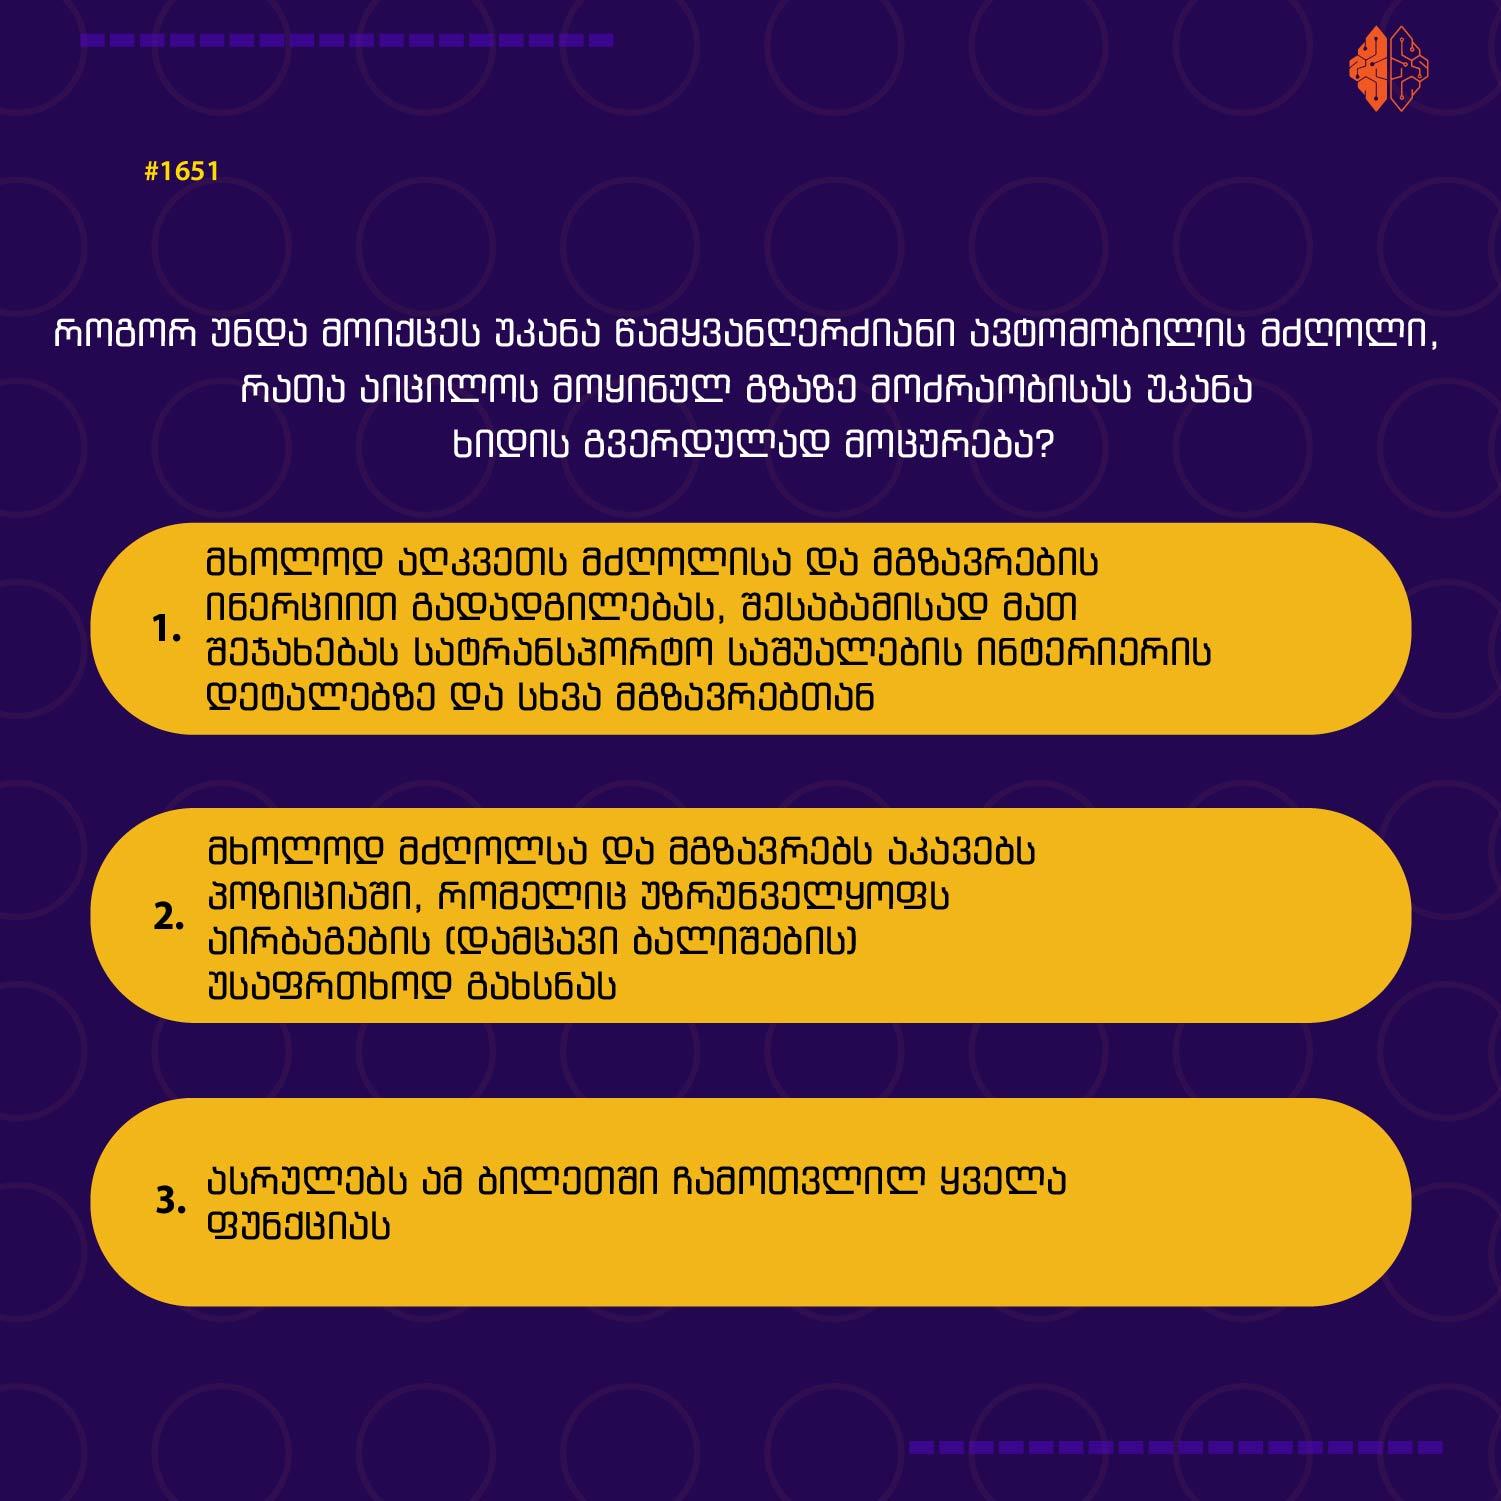 #1651
როგორ უნდა მოიქცეს უკანა წამყვანღერძიანი ავტომობილის მძღოლი,
რათა აიცილოს მოყინულ გზაზე მოძრაობისას უკანა
ხიდის გვერდულად მოცურება?
1. მხოლოდ აღკვეთს მძღოლისა და მგზავრების
ინერციით გადადგილებას, შესაბამისად მათ
შეჯახებას სატრანსპორტო საშუალების ინტერიერის
დეტალებზე და სხვა მგზავრებთან
2. მხოლოდ მძღოლსა და მგზავრებს აკავებს
პოზიციაში, რომელიც უზრუნველყოფს
აირბაგების (დამცავი ბალიშების)
უსაფრთხოდ გახსნას
3. ასრულებს ამ ბილეთში ჩამოთვლილ ყველა
ფუნქციას